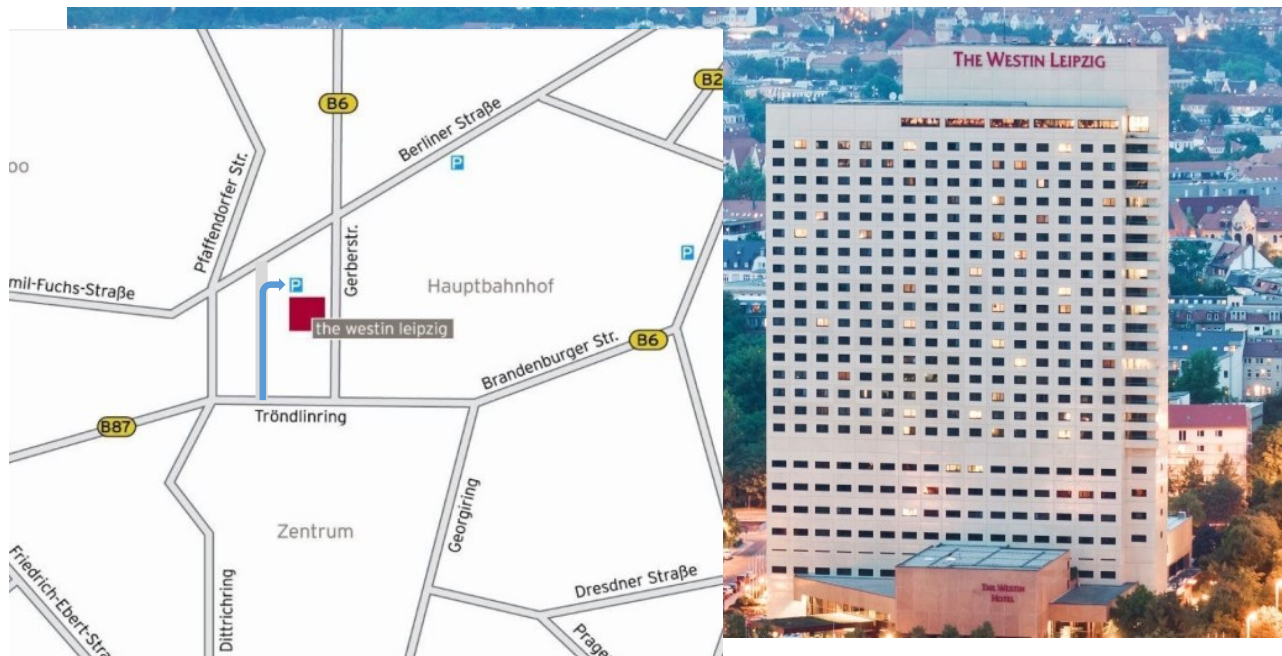 B6
B2
Berliner Straße
P
oo
Pfaffendorfer Str.
P
mil-Fuchs-Straße
P
Gerberstr.
Hauptbahnhof
the westin leipzig
B6
Brandenburger Str.
Tröndlinring
B87
Georgiring
Zentrum
Dresdner Straße
Friedrich-Ebert-Stra
Dittrichring
Prage
THE WESTIN LEIPZIG
THE WESTIN
HOTEL